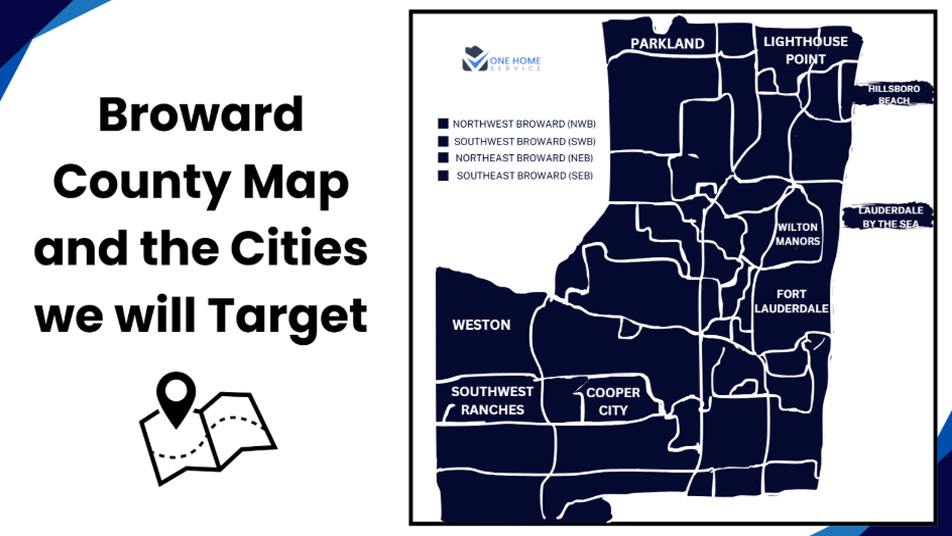 Broward
County Map
and the Cities
we will Target
ONE HOME
SERVICE
NORTHWEST BROWARD (NWB)
SOUTHWEST BROWARD (SWB)
NORTHEAST BROWARD (NEB)
SOUTHEAST BROWARD (SEB)
PARKLAND
LIGHTHOUSE
POINT
HILLSBORO
BEACH
LAUDERDALE
BY THE SEA
WILTON
MANORS
FORT
LAUDERDALE
WESTON
SOUTHWEST
RANCHES
COOPER
CITY